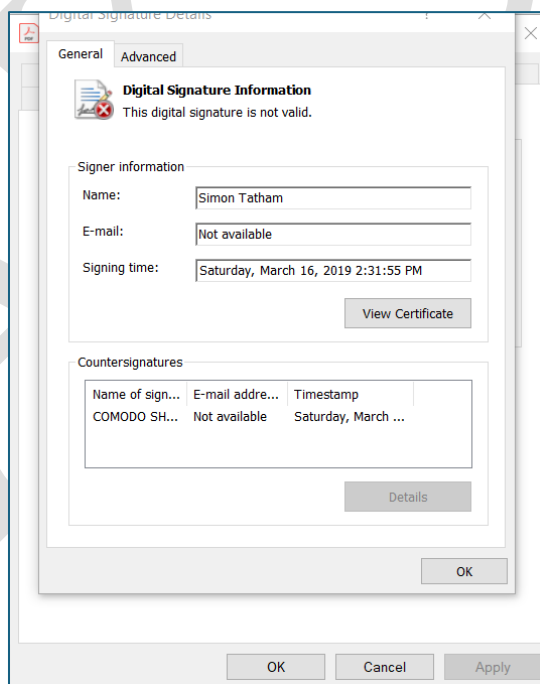 Digital Signature Details ? ×
General Advanced
Digital Signature Information
This digital signature is not valid.
Signer information
Name: Simon Tatham
E-mail: Not available
Signing time: Saturday, March 16, 2019 2:31:55 PM
View Certificate
Countersignatures
Name of sign... E-mail addre... Timestamp
COMODO SH... Not available Saturday, March ...
Details
OK
OK Cancel Apply